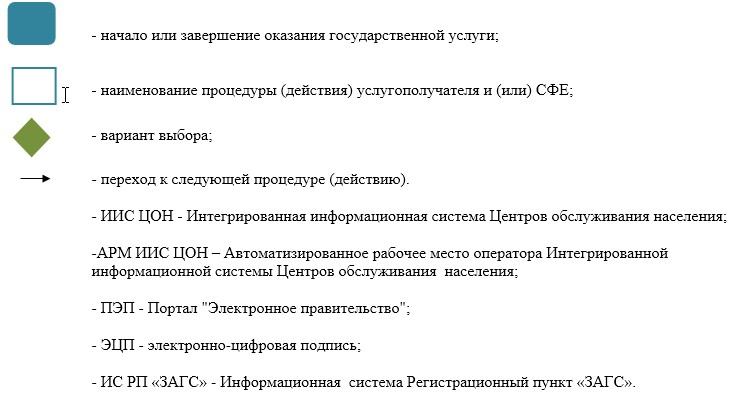 - начало или завершение оказания государственной услуги;
- наименование процедуры (действия) услугополучателя и (или) СФЕ;
- вариант выбора;
- переход к следующей процедуре (действию).
- ИИС ЦОН - Интегрированная информационная система Центров обслуживания населения;
-АРМ ИИС ЦОН – Автоматизированное рабочее место оператора Интегрированной
информационной системы Центров обслуживания населения;
- ПЭП - Портал "Электронное правительство";
- ЭЦП - электронно-цифровая подпись;
- ИС РП «ЗАГС» - Информационная система Регистрационный пункт «ЗАГС».